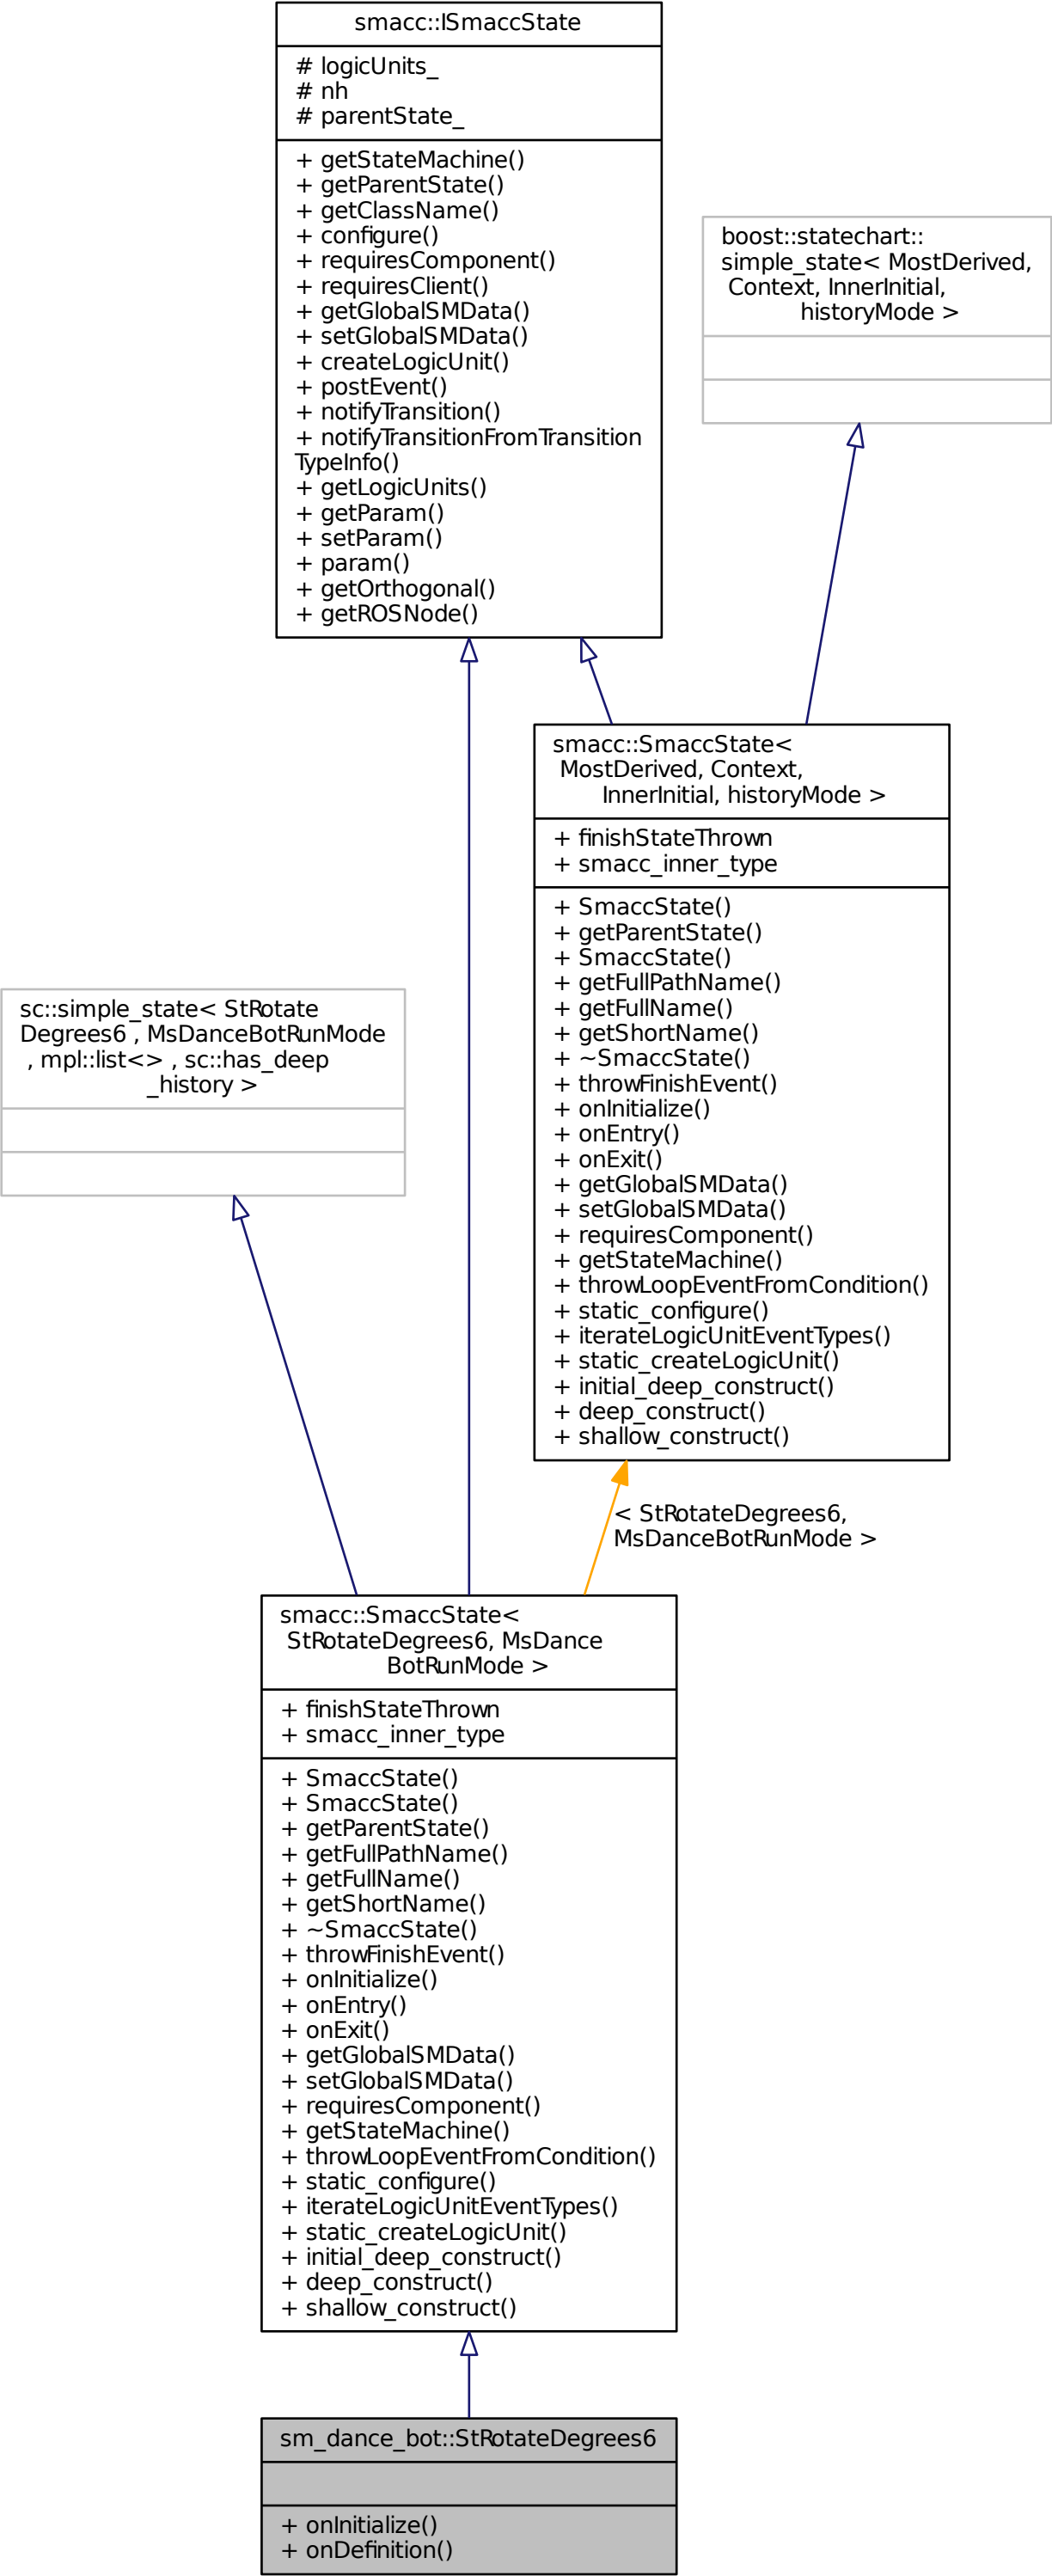 smacc::ISmaccState
# logicUnits_
# nh
# parentState_
+ getStateMachine()
+ getParentState()
+ getClassName()
+ configure()
+ requiresComponent()
+ requiresClient()
+ getGlobalSMData()
+ setGlobalSMData()
+ createLogicUnit()
+ postEvent()
+ notifyTransition()
+ notifyTransitionFromTransition
TypeInfo()
+ getLogicUnits()
+ getParam()
+ setParam()
+ param()
+ getOrthogonal()
+ getROSNode()
boost::statechart::
simple_state< MostDerived,
Context, InnerInitial,
historyMode >
smacc::SmaccState<
MostDerived, Context,
InnerInitial, historyMode >
+ finishStateThrown
+ smacc_inner_type
+ SmaccState()
+ getParentState()
+ SmaccState()
+ getFullPathName()
+ getFullName()
+ getShortName()
+ ~SmaccState()
+ throwFinishEvent()
+ onInitialize()
+ onEntry()
+ onExit()
+ getGlobalSMData()
+ setGlobalSMData()
+ requiresComponent()
+ getStateMachine()
+ throwLoopEventFromCondition()
+ static_configure()
+ iterateLogicUnitEventTypes()
+ static_createLogicUnit()
+ initial_deep_construct()
+ deep_construct()
+ shallow_construct()
sc::simple_state< StRotate
Degrees6 , MsDanceBotRunMode
, mpl::list<> , sc::has_deep
_history >
< StRotateDegrees6,
MsDanceBotRunMode >
smacc::SmaccState<
StRotateDegrees6, MsDance
BotRunMode >
+ finishStateThrown
+ smacc_inner_type
+ SmaccState()
+ SmaccState()
+ getParentState()
+ getFullPathName()
+ getFullName()
+ getShortName()
+ ~SmaccState()
+ throwFinishEvent()
+ onInitialize()
+ onEntry()
+ onExit()
+ getGlobalSMData()
+ setGlobalSMData()
+ requiresComponent()
+ getStateMachine()
+ throwLoopEventFromCondition()
+ static_configure()
+ iterateLogicUnitEventTypes()
+ static_createLogicUnit()
+ initial_deep_construct()
+ deep_construct()
+ shallow_construct()
sm_dance_bot::StRotateDegrees6
+ onInitialize()
+ onDefinition()